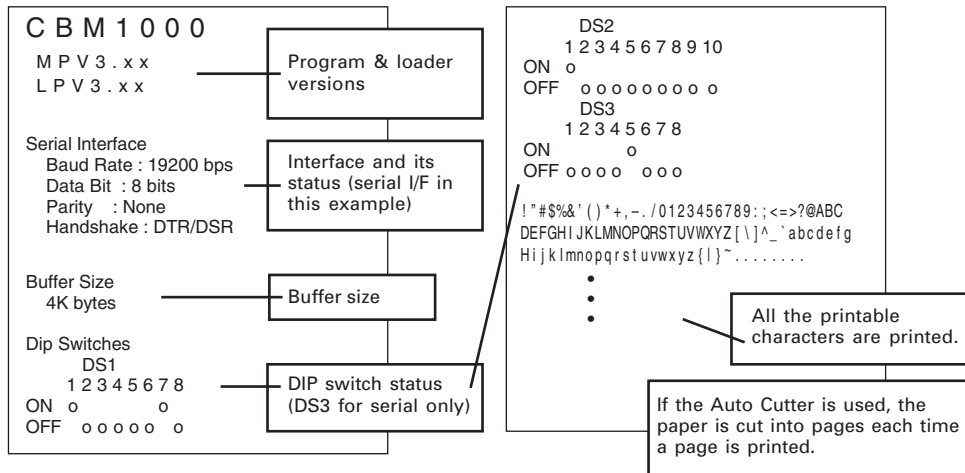 CBM1000
MPV3.xx
LPV3.xx
Program & loader
versions
Serial Interface
Baud Rate : 19200 bps
Data Bit : 8 bits
Parity : None
Handshake : DTR/DSR
Interface and its
status (serial I/F in
this example)
Buffer Size
4K bytes
Buffer size
Dip Switches
DS1
1 2 3 4 5 6 7 8
ON o o
OFF o o o o o o
DIP switch status
(DS3 for serial only)
DS2
1 2 3 4 5 6 7 8 9 10
ON o
OFF o o o o o o o o o
DS3
1 2 3 4 5 6 7 8
ON o
OFF o o o o o o o
!"#$%&'()*+,-./0123456789:;<=>?@ABC
DEFGHIJKLMNOPQRSTUVWXYZ[\]^_`abcdefg
Hijklmnopqrstuvwxyz{|}~........
All the printable
characters are printed.
If the Auto Cutter is used, the
paper is cut into pages each time
a page is printed.